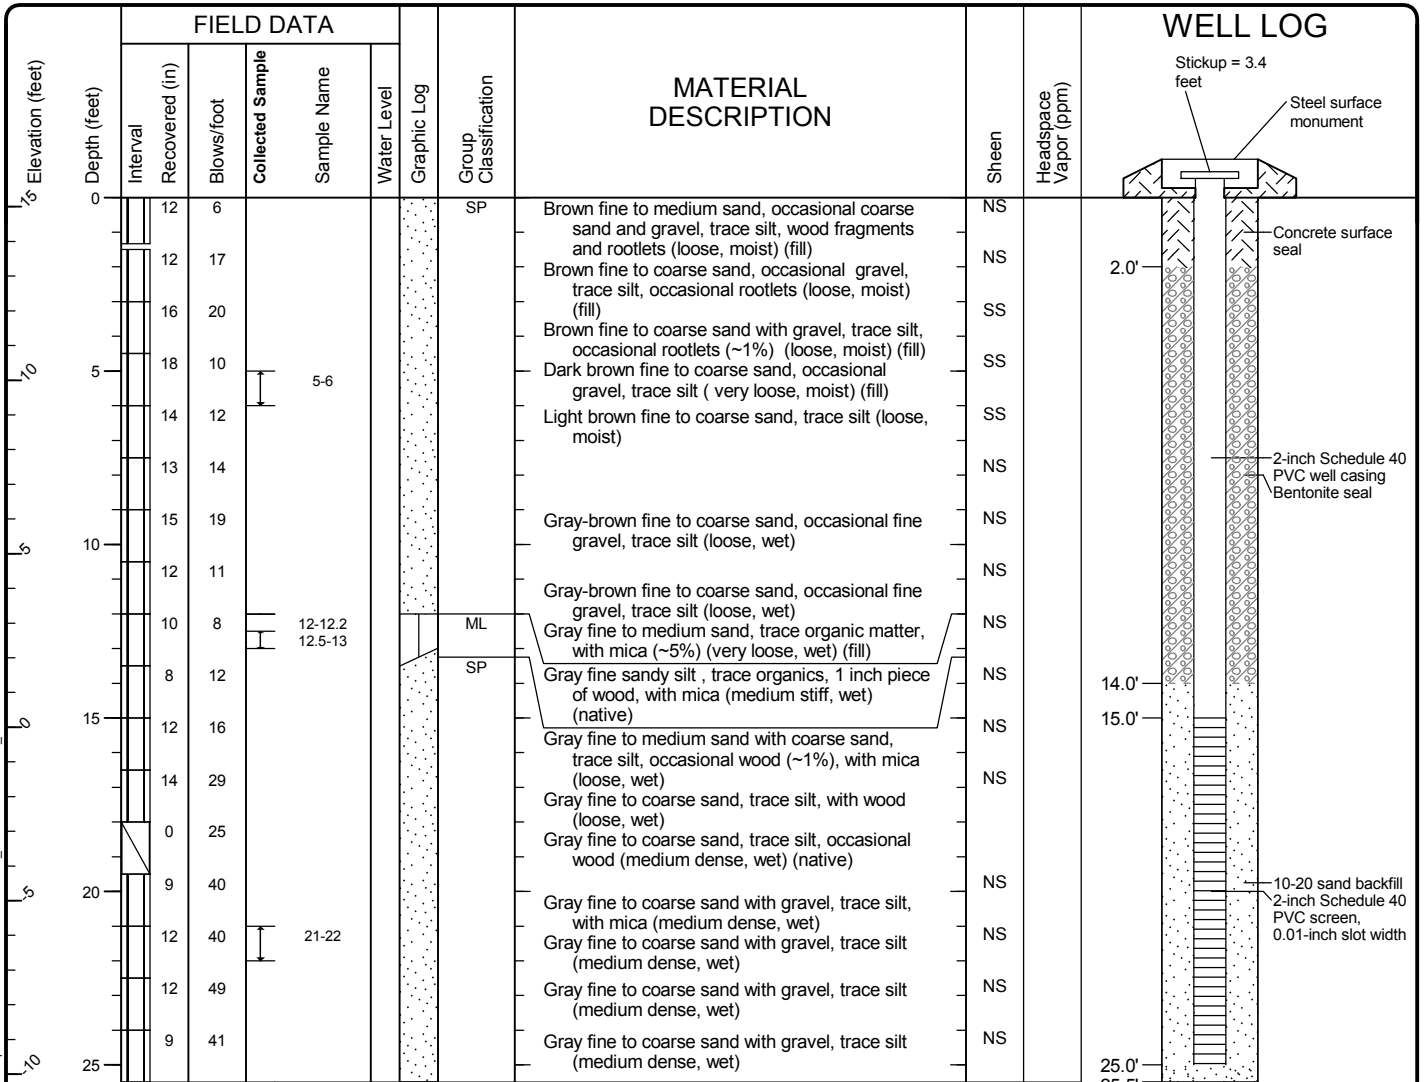 FIELD DATA
WELL LOG
Elevation (feet)
Depth (feet)
Interval
Recovered (in)
Blows/foot
Collected Sample
Sample Name
Water Level
Graphic Log
Group
Classification
MATERIAL
DESCRIPTION
Sheen
Headspace
Vapor (ppm)
Stickup = 3.4
feet
Steel surface
monument
15
10
5
0
-5
-10
0
5
10
15
20
25
12 6
12 17
16 20
18 10
14 12
13 14
15 19
12 11
10 8
8 12
12 16
14 29
0 25
9 40
12 40
12 49
9 41
5-6
12-12.2
12.5-13
21-22
SP
ML
SP
Brown fine to medium sand, occasional coarse
sand and gravel, trace silt, wood fragments
and rootlets (loose, moist) (fill)
Brown fine to coarse sand, occasional gravel,
trace silt, occasional rootlets (loose, moist)
(fill)
Brown fine to coarse sand with gravel, trace silt,
occasional rootlets (~1%) (loose, moist) (fill)
Dark brown fine to coarse sand, occasional
gravel, trace silt ( very loose, moist) (fill)
Light brown fine to coarse sand, trace silt (loose,
moist)
Gray-brown fine to coarse sand, occasional fine
gravel, trace silt (loose, wet)
Gray-brown fine to coarse sand, occasional fine
gravel, trace silt (loose, wet)
Gray fine to medium sand, trace organic matter,
with mica (~5%) (very loose, wet) (fill)
Gray fine sandy silt , trace organics, 1 inch piece
of wood, with mica (medium stiff, wet)
(native)
Gray fine to medium sand with coarse sand,
trace silt, occasional wood (~1%), with mica
(loose, wet)
Gray fine to coarse sand, trace silt, with wood
(loose, wet)
Gray fine to coarse sand, trace silt, occasional
wood (medium dense, wet) (native)
Gray fine to coarse sand with gravel, trace silt,
with mica (medium dense, wet)
Gray fine to coarse sand with gravel, trace silt
(medium dense, wet)
Gray fine to coarse sand with gravel, trace silt
(medium dense, wet)
Gray fine to coarse sand with gravel, trace silt
(medium dense, wet)
NS
NS
SS
SS
SS
NS
NS
NS
NS
NS
NS
NS
NS
NS
NS
NS
2.0'
14.0'
15.0'
25.0'
Concrete surface
seal
2-inch Schedule 40
PVC well casing
Bentonite seal
10-20 sand backfill
2-inch Schedule 40
PVC screen,
0.01-inch slot width